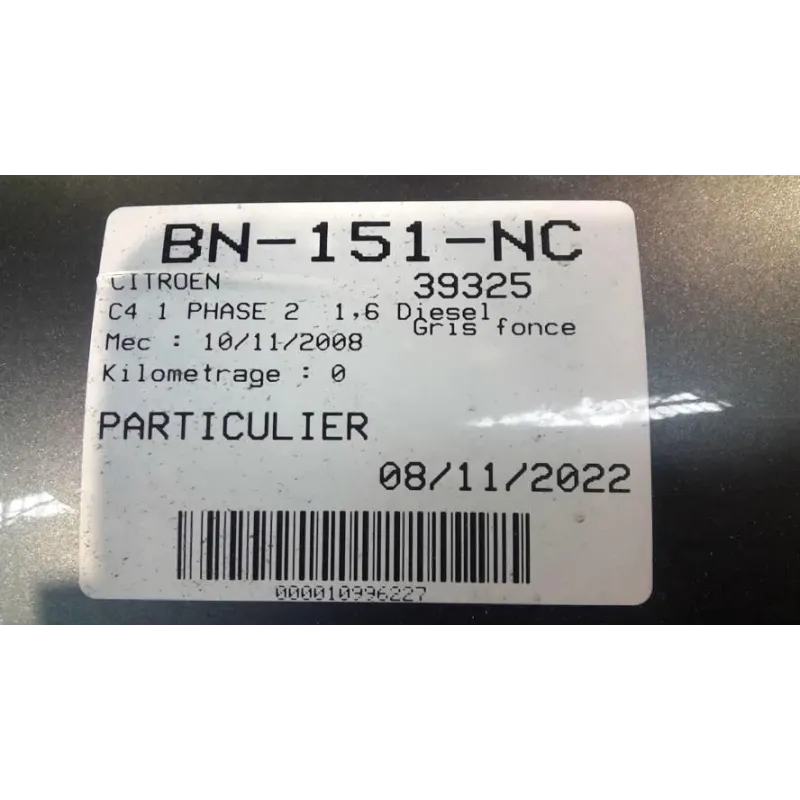 BN-151-NC
CITROEN 39325
C4 1 PHASE 2 1,6 Diesel
Gris fonce
Mec : 10/11/2008
Kilometrage : 0
PARTICULIER
08/11/2022
000010996227